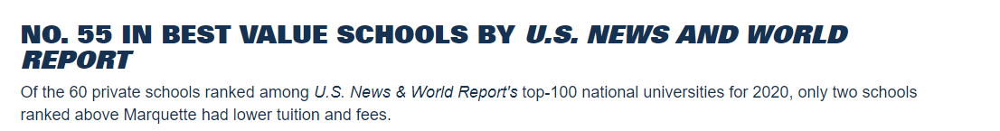 NO. 55 IN BEST VALUE SCHOOLS BY U.S. NEWS AND WORLD
REPORT
Of the 60 private schools ranked among U.S. News & World Report's top-100 national universities for 2020, only two schools
ranked above Marquette had lower tuition and fees.